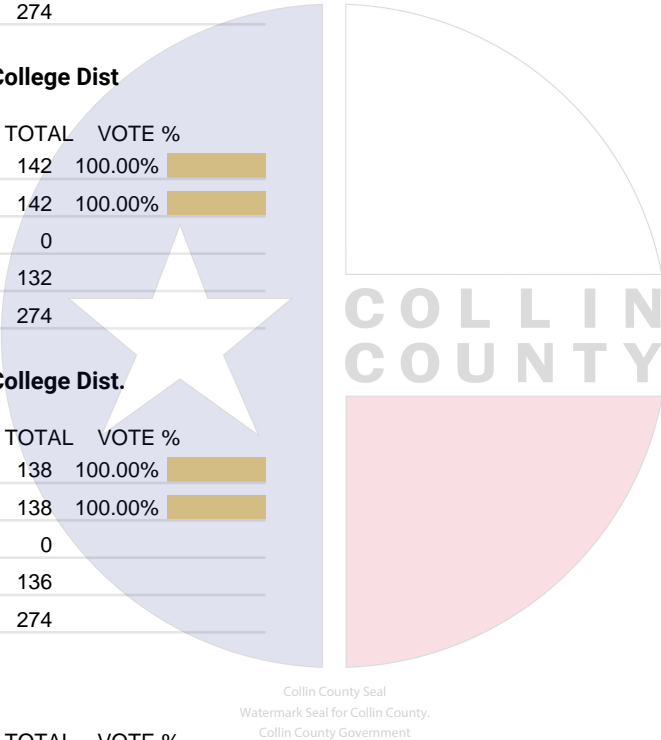 274
College Dist
TOTAL VOTE %
142 100.00%
142 100.00%
0
132
274
COLLIN
COUNTY
College Dist.
TOTAL VOTE %
138 100.00%
138 100.00%
0
136
274
Collin County Seal
Watermark Seal for Collin County.
Collin County Government
TOTAL VOTE %